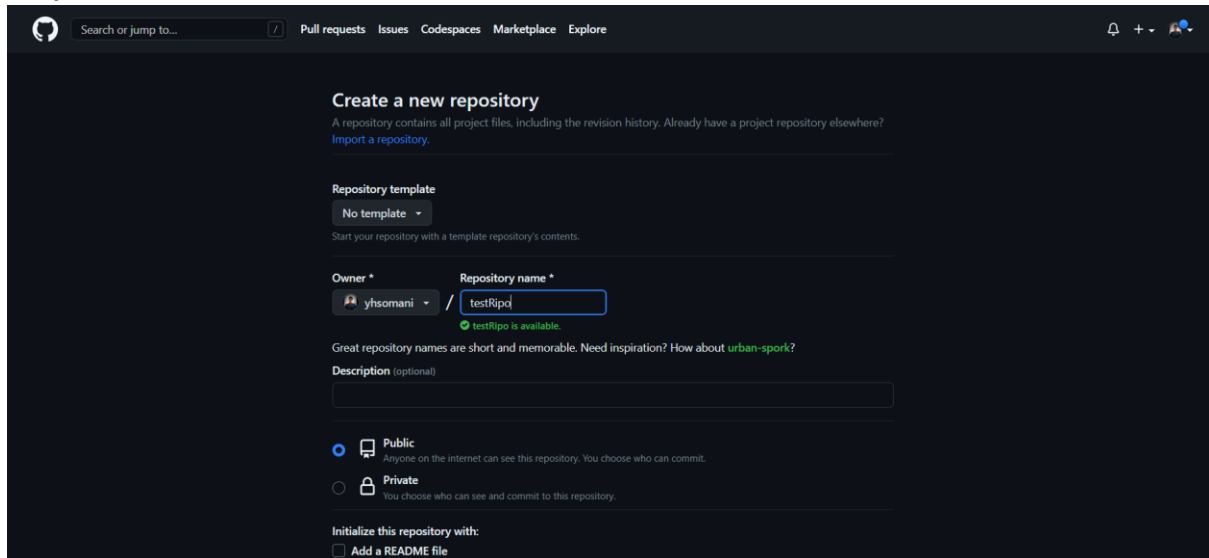 Search or jump to... /
Pull requests Issues Codespaces Marketplace Explore
Create a new repository
A repository contains all project files, including the revision history. Already have a project repository elsewhere?
Import a repository.
Repository template
No template
Start your repository with a template repository's contents.
Owner * Repository name *
yhsomani / testRipo
testRipo is available.
Great repository names are short and memorable. Need inspiration? How about urban-spork?
Description (optional)
Public
Anyone on the internet can see this repository. You choose who can commit.
Private
You choose who can see and commit to this repository.
Initialize this repository with:
Add a README file